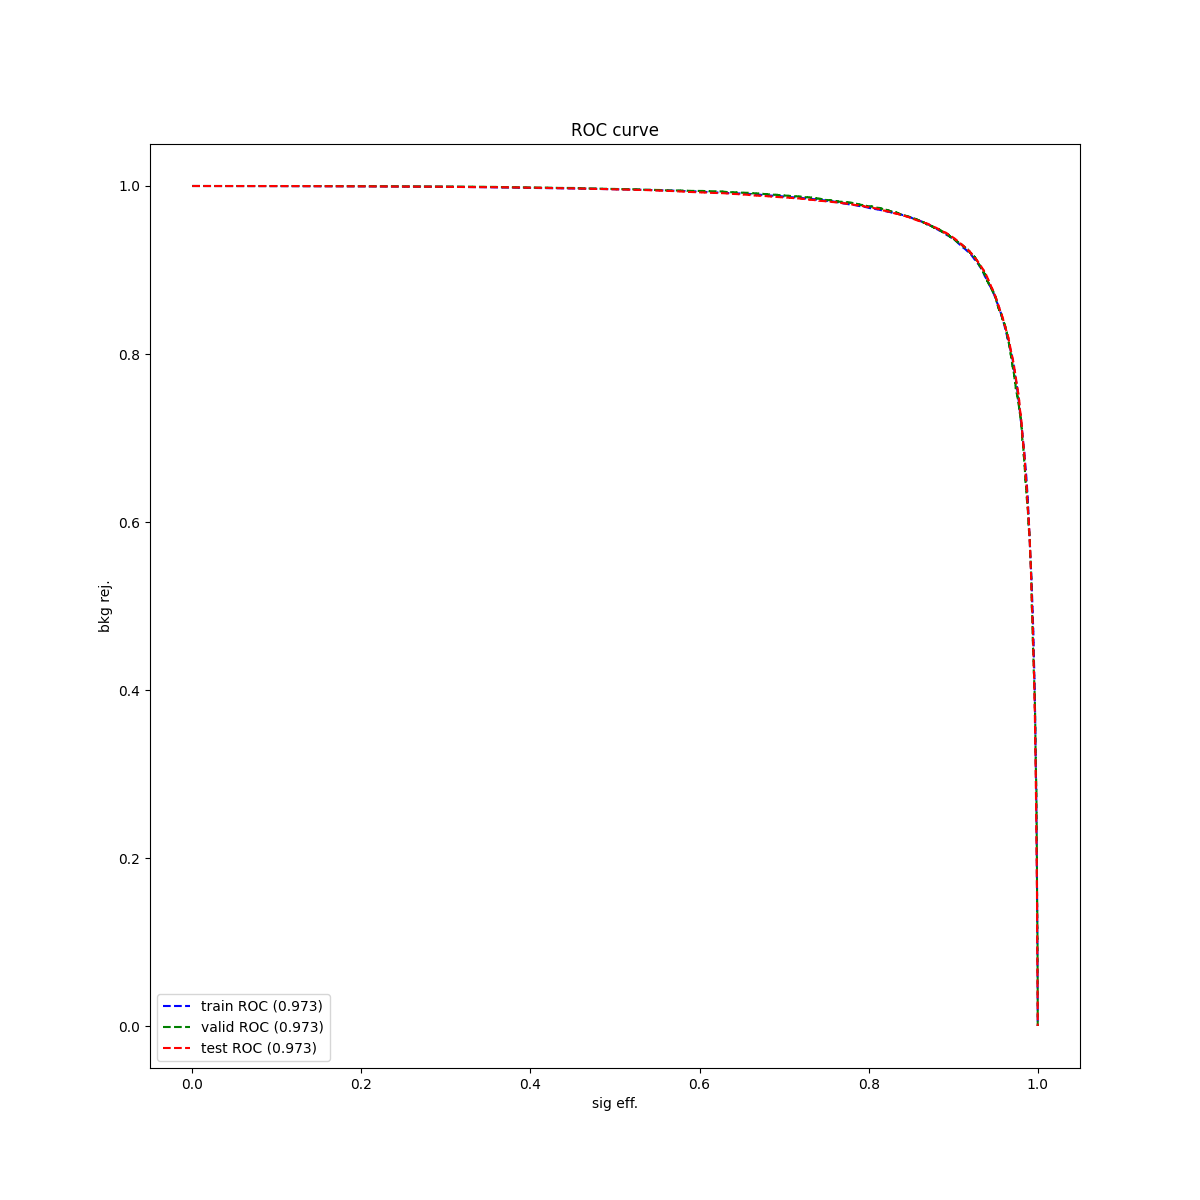 ROC curve
1.0
0.8
0.6
0.4
0.2
0.0
bkg rej.
train ROC (0.973)
valid ROC (0.973)
test ROC (0.973)
0.0 0.2 0.4 0.6 0.8 1.0
sig eff.